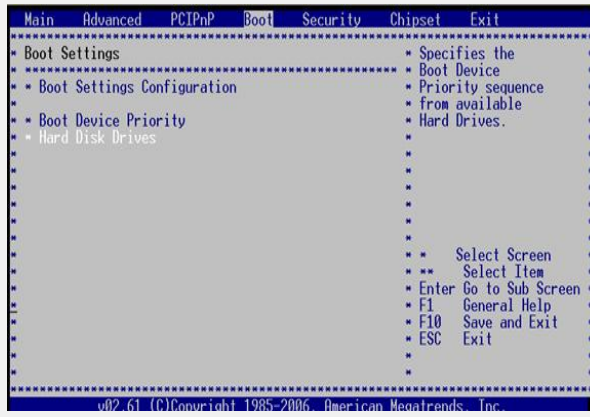 Main Advanced PCIPnP Boot Security Chipset Exit
Boot Settings
* Boot Settings Configuration
* Boot Device Priority
* Hard Disk Drives
Specifies the
Boot Device
Priority sequence
from available
Hard Drives.
* Select Screen
** Select Item
Enter Go to Sub Screen
F1 General Help
F10 Save and Exit
ESC Exit
v02.61 (C)Copyright 1985-2006, American Megatrends, Inc.